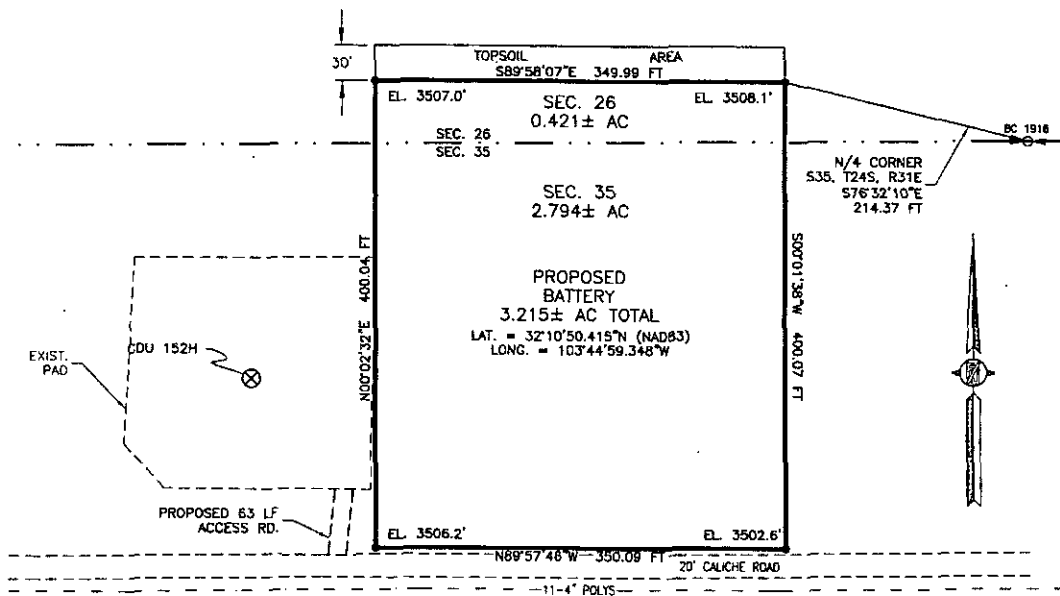 30'
TOPSOIL AREA
S89°58'07"E 349.99 FT
EL. 3507.0'
EL. 3508.1'
SEC. 26
0.421± AC
SEC. 26
SEC. 35
BC 1916
N/4 CORNER
S35, T24S, R31E
S76°32'10"E
214.37 FT
SEC. 35
2.794± AC
N00°02'32"E 400.04 FT
S00°01'38"W 400.07 FT
PROPOSED
BATTERY
3.215± AC TOTAL
LAT. = 32°10'50.415"N (NAD83)
LONG. = 103°44'59.348"W
EXIST.
PAD
CDU 152H
PROPOSED 63 LF
ACCESS RD.
EL. 3506.2'
EL. 3502.6'
N89°57'46"W 350.09 FT
20' CALICHE ROAD
11-4" POLYS